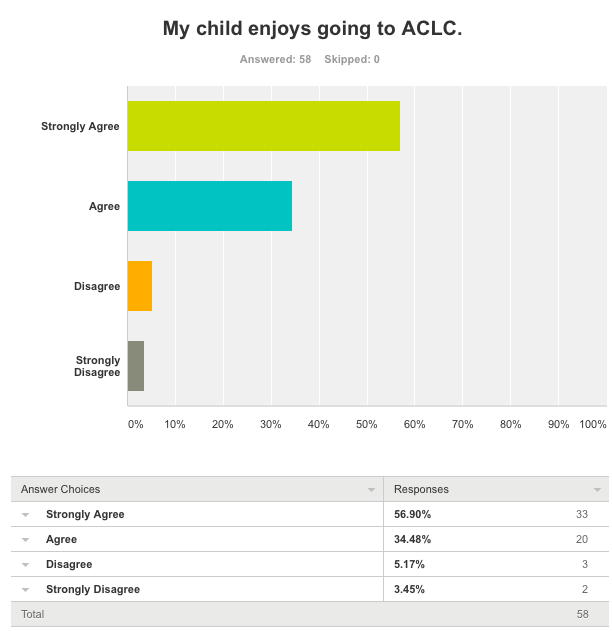 My child enjoys going to ACLC.
Answered: 58 Skipped: 0
Strongly Agree
Agree
Disagree
Strongly
Disagree
0% 10% 20% 30% 40% 50% 60% 70% 80% 90% 100%
Answer Choices Responses
Strongly Agree 56.90% 33
Agree 34.48% 20
Disagree 5.17% 3
Strongly Disagree 3.45% 2
Total 58